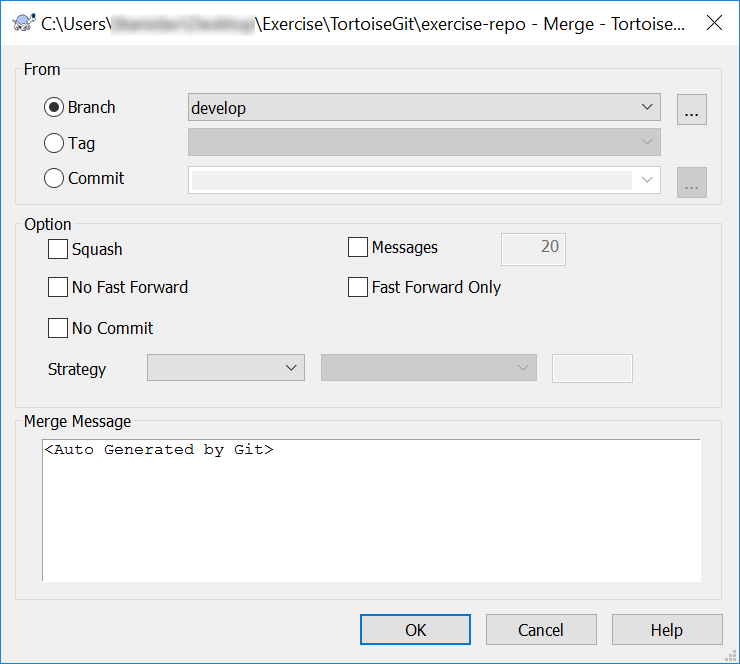 C:\Users\ \Exercise\TortoiseGit\exercise-repo - Merge - Tortoise...
From
Branch develop ...
Tag
Commit ...
Option
Squash Messages 20
No Fast Forward Fast Forward Only
No Commit
Strategy
Merge Message
<Auto Generated by Git>
OK Cancel Help